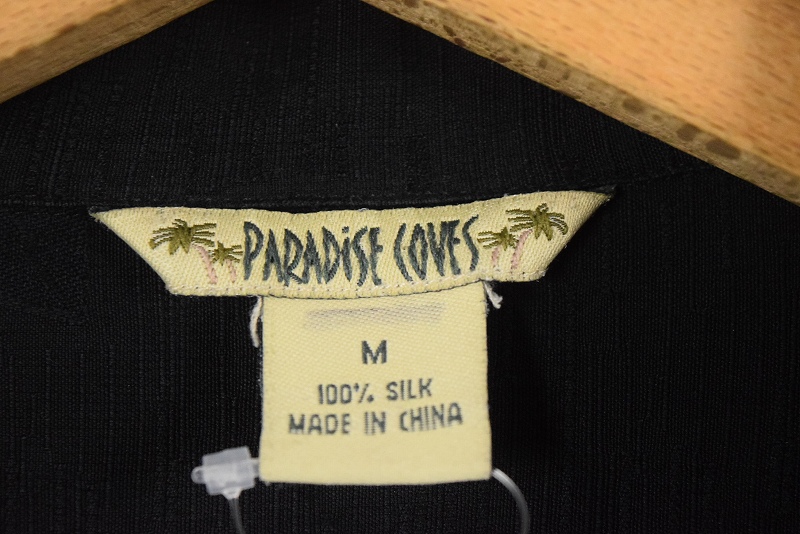 PARADiSE COVES
M
100% SILK
MADE IN CHINA